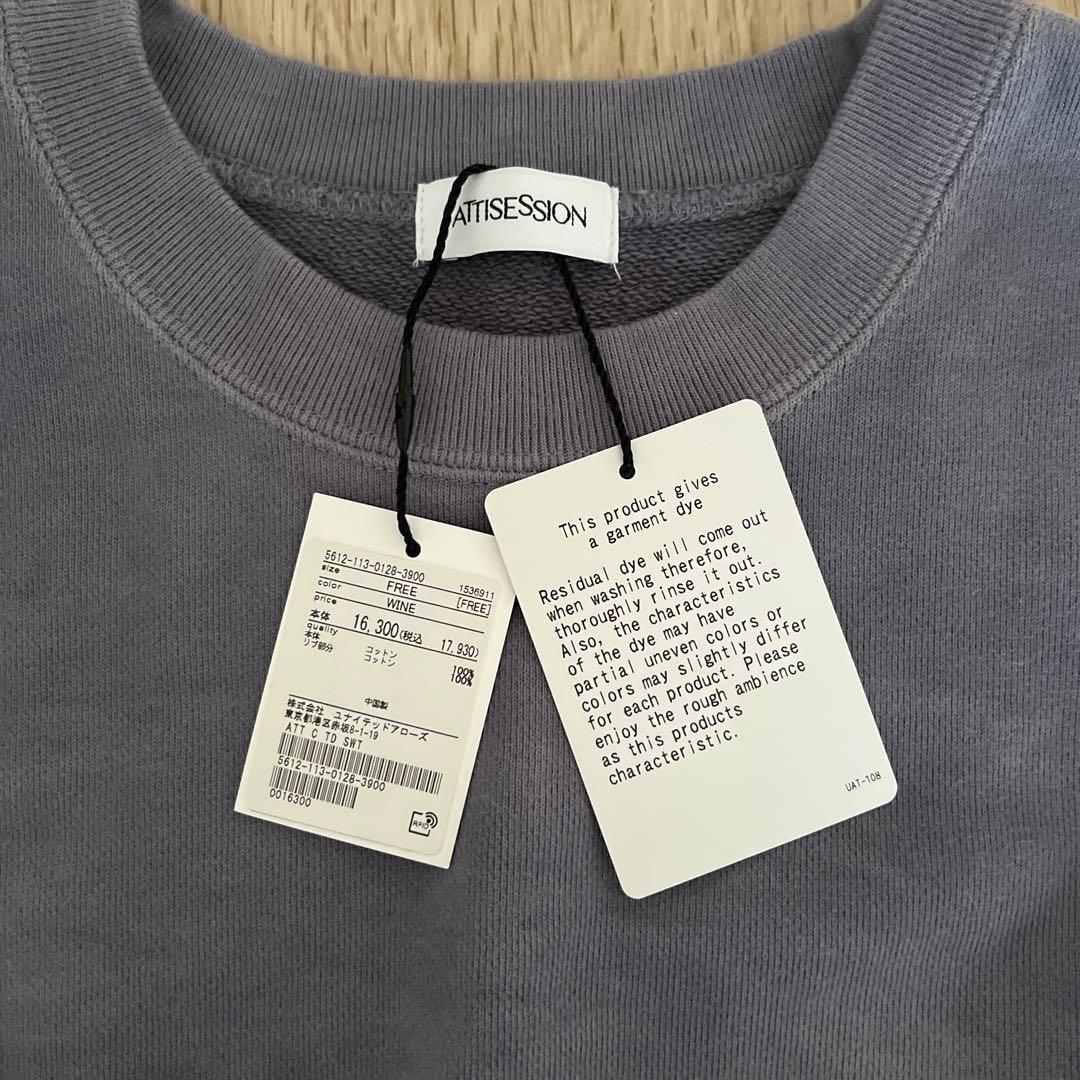 ATTISESSION
5612-113-0128-3900
size FREE 1536911
color WINE [FREE]
price
本体 16,300(税込 17,930)
quality
本体 コットン 100%
リブ部分 コットン 100%
中国製
株式会社 ユナイテッドアローズ
東京都港区赤坂8-1-19
ATT C TD SWT
5612-113-0128-3900
0016300
RFID
This product gives
a garment dye
Residual dye will come out
when washing therefore,
thoroughly rinse it out.
Also, the characteristics
of the dye may have
partial uneven colors or
colors may slightly differ
for each product. Please
enjoy the rough ambience
as this products
characteristic.
UAT-108